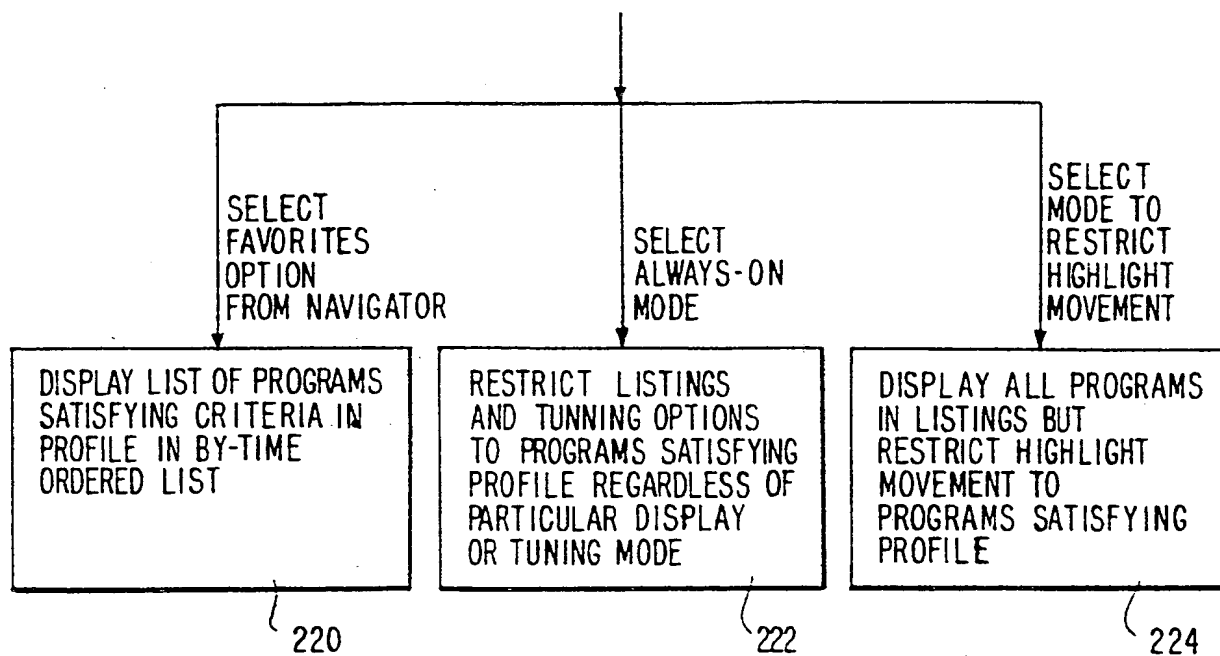 SELECT
FAVORITES
OPTION
FROM NAVIGATOR
SELECT
ALWAYS-ON
MODE
SELECT
MODE TO
RESTRICT
HIGHLIGHT
MOVEMENT
DISPLAY LIST OF PROGRAMS
SATISFYING CRITERIA IN
PROFILE IN BY-TIME
ORDERED LIST
220
RESTRICT LISTINGS
AND TUNNING OPTIONS
TO PROGRAMS SATISFYING
PROFILE REGARDLESS OF
PARTICULAR DISPLAY
OR TUNING MODE
222
DISPLAY ALL PROGRAMS
IN LISTINGS BUT
RESTRICT HIGHLIGHT
MOVEMENT TO
PROGRAMS SATISFYING
PROFILE
224